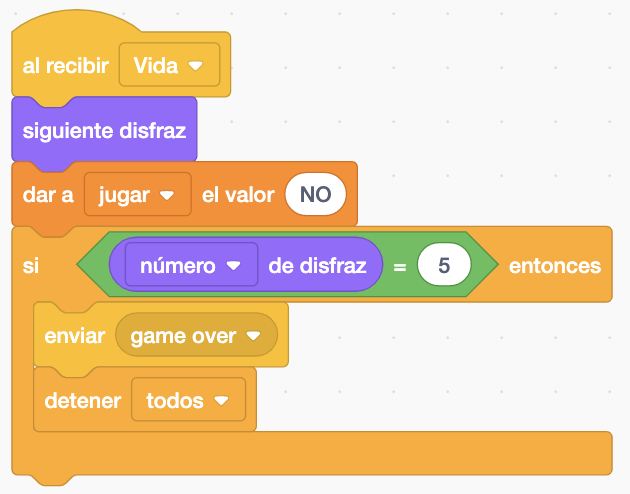 al recibir Vida
siguiente disfraz
dar a jugar el valor NO
si número de disfraz = 5 entonces
enviar game over
detener todos